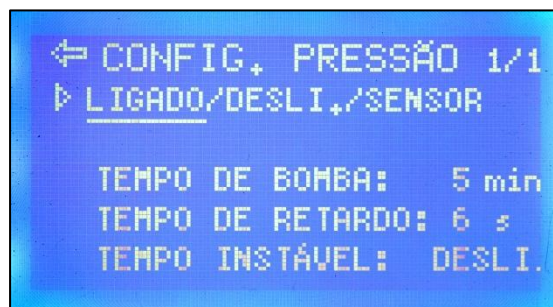 ⇦ CONFIG. PRESSÃO 1/1
▷ LIGADO/DESLI./SENSOR
TEMPO DE BOMBA: 5 min
TEMPO DE RETARDO: 6 s
TEMPO INSTÁVEL: DESLI.